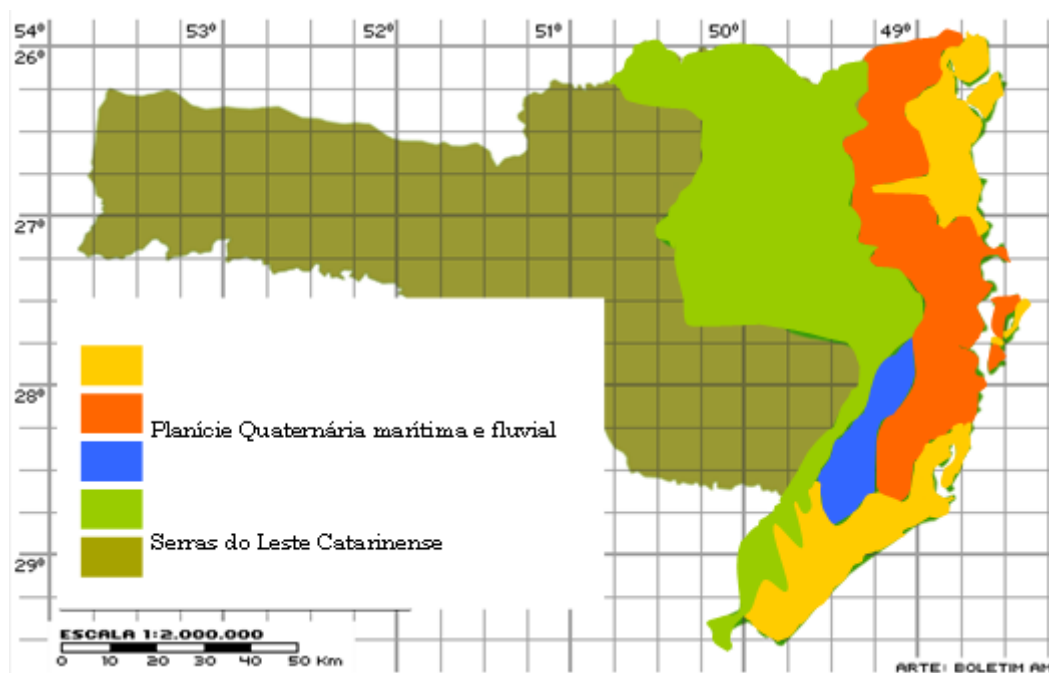 54º 53º 52º 51º 50º 49º
26º
27º
28º
29º
Planície Quaternária marítima e fluvial
Serras do Leste Catarinense
ESCALA 1:2.000.000
0 10 20 30 40 50 Km
ARTE: BOLETIM AM